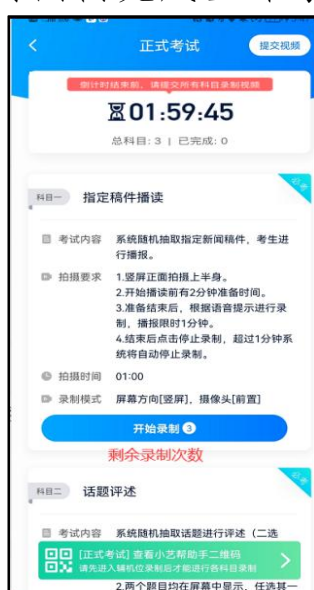 正式考试
提交视频
倒计时结束前，请提交所有科目录制视频
01:59:45
总科目: 3 | 已完成: 0
必考
科目一 指定稿件播读
考试内容 系统随机抽取指定新闻稿件，考生进
行播报。
拍摄要求 1.竖屏正面拍摄上半身。
2.开始播读前有2分钟准备时间。
3.准备结束后，根据语音提示进行录
制，播报限时1分钟。
4.结束后点击停止录制，超过1分钟系
统将自动停止录制。
拍摄时间 01:00
录制模式 屏幕方向[竖屏]，摄像头[前置]
开始录制 3
剩余录制次数
必考
科目二 话题评述
考试内容 系统随机抽取话题进行评述（二选
[正式考试] 查看小艺帮助手二维码
请先进入辅机位录制后才能进行各科目录制
2.两个题目均在屏幕中显示，任选其一